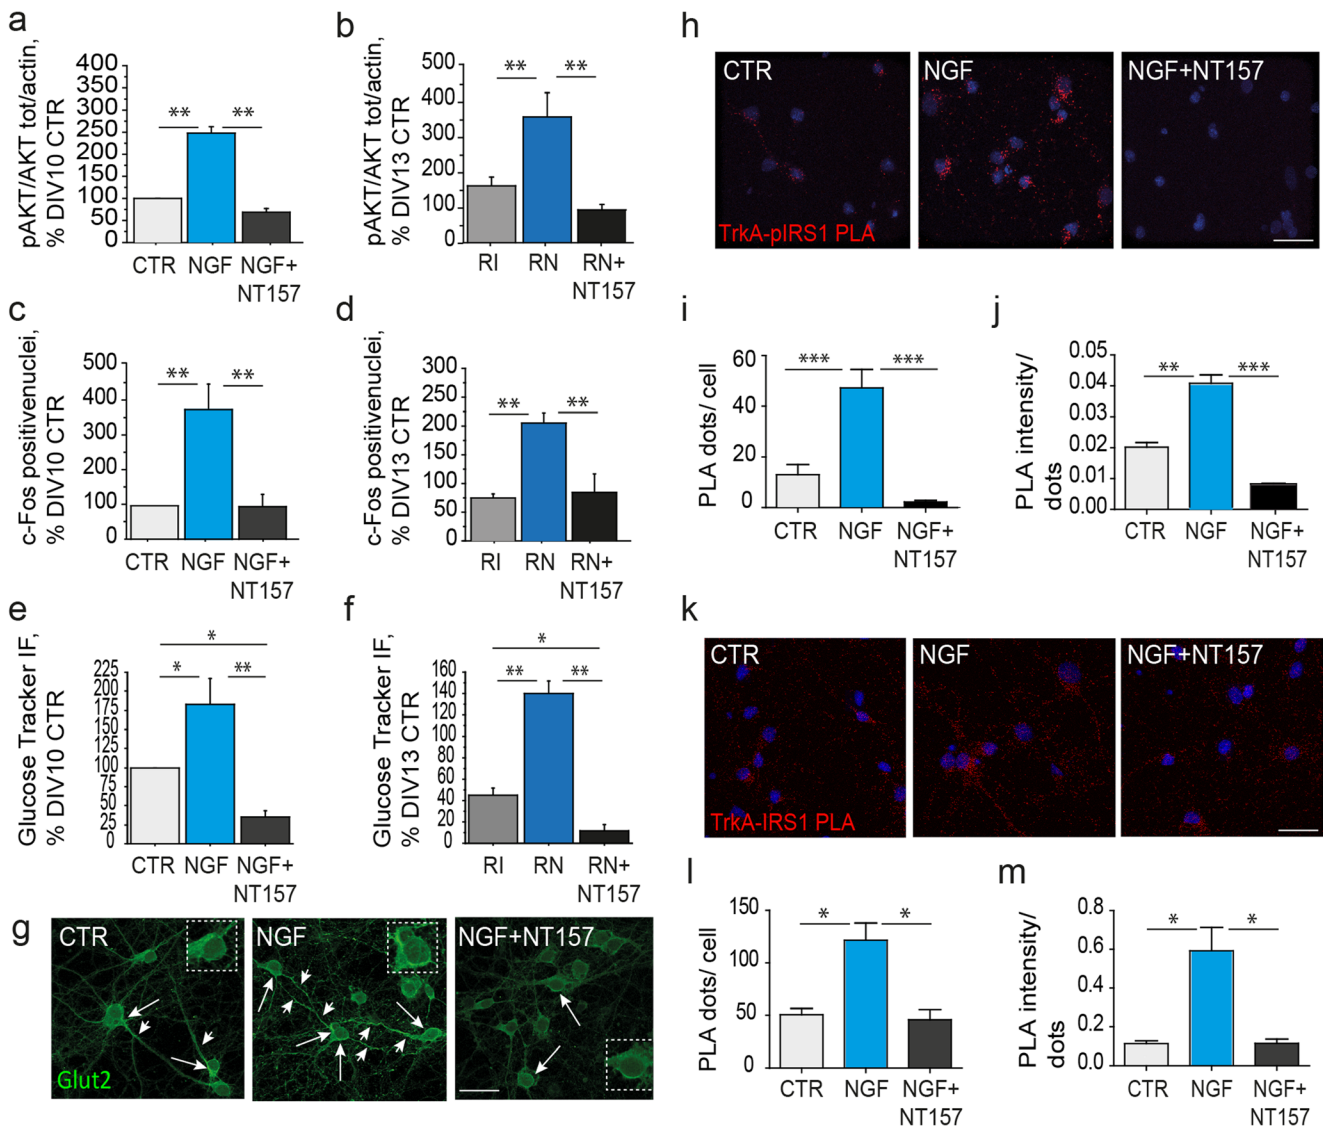 a
pAKT/AKT tot/actin,
% DIV10 CTR
400
350
300
250
200
150
100
50
0
**
**
CTR
NGF
NGF+
NT157
b
pAKT/AKT tot/actin,
% DIV13 CTR
500
400
300
200
100
0
**
**
RI
RN
RN+
NT157
c
c-Fos positivenuclei,
% DIV10 CTR
500
400
300
200
100
0
**
**
CTR
NGF
NGF+
NT157
d
c-Fos positivenuclei,
% DIV13 CTR
300
250
200
150
100
50
0
**
**
RI
RN
RN+
NT157
e
Glucose Tracker IF,
% DIV10 CTR
225
200
175
150
125
100
75
50
25
0
*
*
**
CTR
NGF
NGF+
NT157
f
Glucose Tracker IF,
% DIV13 CTR
160
140
120
100
80
60
40
20
0
*
**
**
RI
RN
RN+
NT157
g
CTR
NGF
NGF+NT157
Glut2
h
CTR
NGF
NGF+NT157
TrkA-pIRS1 PLA
i
PLA dots/ cell
60
40
20
0
***
***
CTR
NGF
NGF+
NT157
j
PLA intensity/
dots
0.05
0.04
0.03
0.02
0.01
0.00
**
***
CTR
NGF
NGF+
NT157
k
CTR
NGF
NGF+NT157
TrkA-IRS1 PLA
l
PLA dots/ cell
150
100
50
0
*
*
CTR
NGF
NGF+
NT157
m
PLA intensity/
dots
0.8
0.6
0.4
0.2
0.0
*
*
CTR
NGF
NGF+
NT157